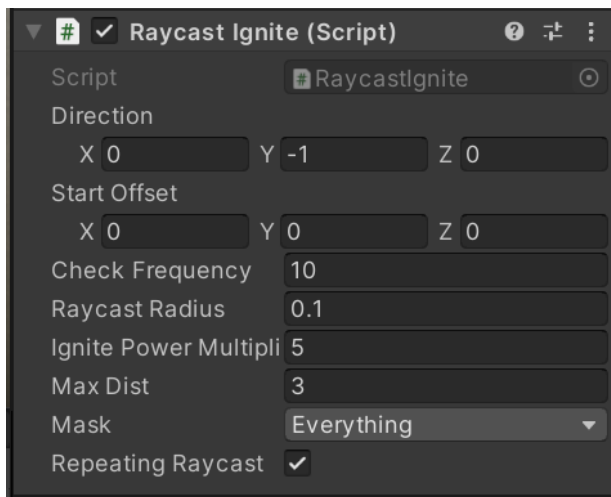 # Raycast Ignite (Script)
Script # RaycastIgnite
Direction
X 0 Y -1 Z 0
Start Offset
X 0 Y 0 Z 0
Check Frequency 10
Raycast Radius 0.1
Ignite Power Multipli 5
Max Dist 3
Mask Everything
Repeating Raycast